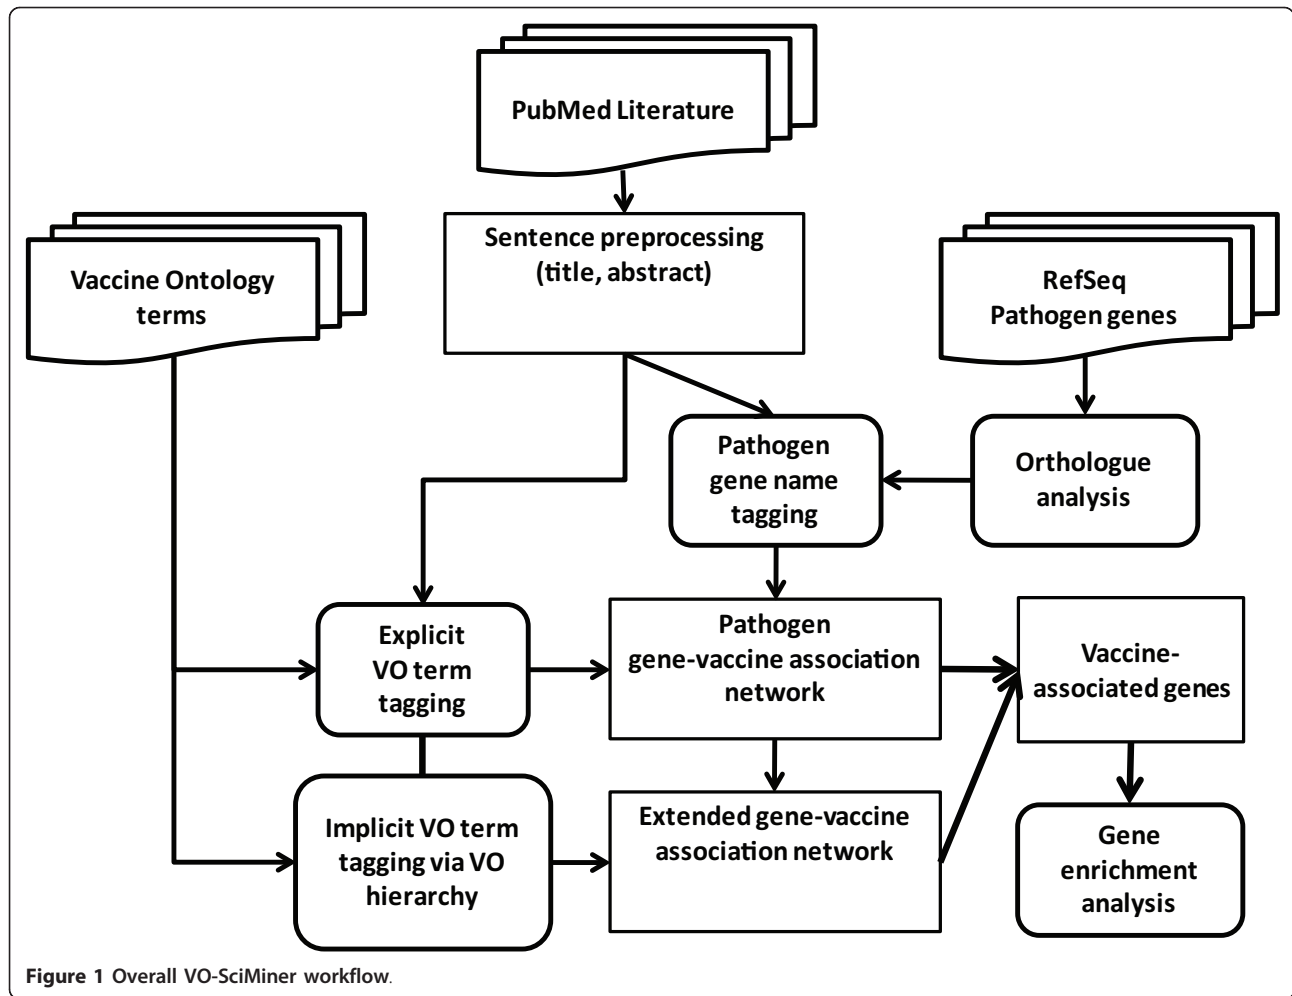 PubMed Literature
Sentence preprocessing
(title, abstract)
Vaccine Ontology
terms
RefSeq
Pathogen genes
Pathogen
gene name
tagging
Orthologue
analysis
Explicit
VO term
tagging
Pathogen
gene-vaccine association
network
Vaccine-
associated genes
Implicit VO term
tagging via VO
hierarchy
Extended gene-vaccine
association network
Gene
enrichment
analysis
Figure 1 Overall VO-SciMiner workflow.